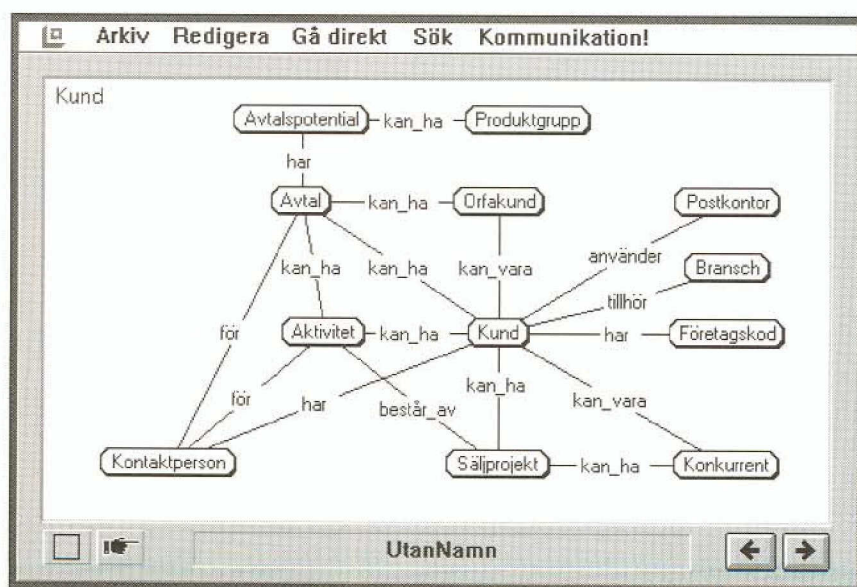 Arkiv Redigera Gå direkt Sök Kommunikation!
Kund
Avtalspotential kan_ha Produktgrupp
har
Avtal kan_ha Orfakund Postkontor
använder
kan_ha kan_ha kan_vara Bransch
tillhör
Aktivitet kan_ha Kund har Företagskod
för
kan_ha
för har består_av kan_vara
Kontaktperson Säljprojekt kan_ha Konkurrent
UtanNamn